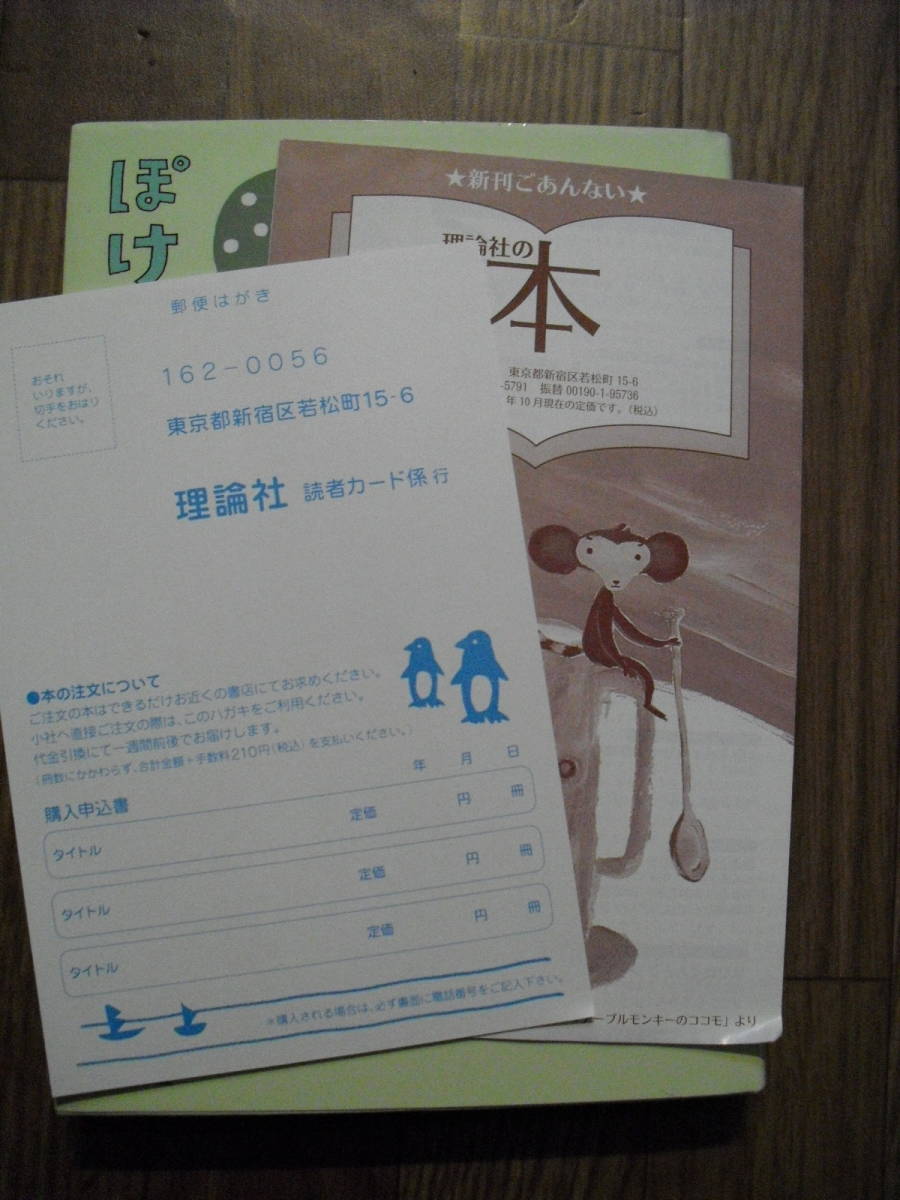 ぽけ
★新刊ごあんない★
理論社の
本
東京都新宿区若松町 15-6
-5791 振替 00190-1-95736
年 10 月現在の定価です。(税込)
ーブルモンキーのココモ」より
郵便はがき
おそれ
いりますが、
切手をおはり
ください。
162-0056
東京都新宿区若松町15-6
理論社 読者カード係 行
●本の注文について
ご注文の本はできるだけお近くの書店にてお求めください。
小社へ直接ご注文の際は、このハガキをご利用ください。
代金引換にて一週間前後でお届けします。
(冊数にかかわらず、合計金額+手数料210円(税込)を支払いください。)
年 月 日
購入申込書
タイトル 定価 円 冊
タイトル 定価 円 冊
タイトル 定価 円 冊
※購入される場合は、必ず裏面に電話番号をご記入下さい。